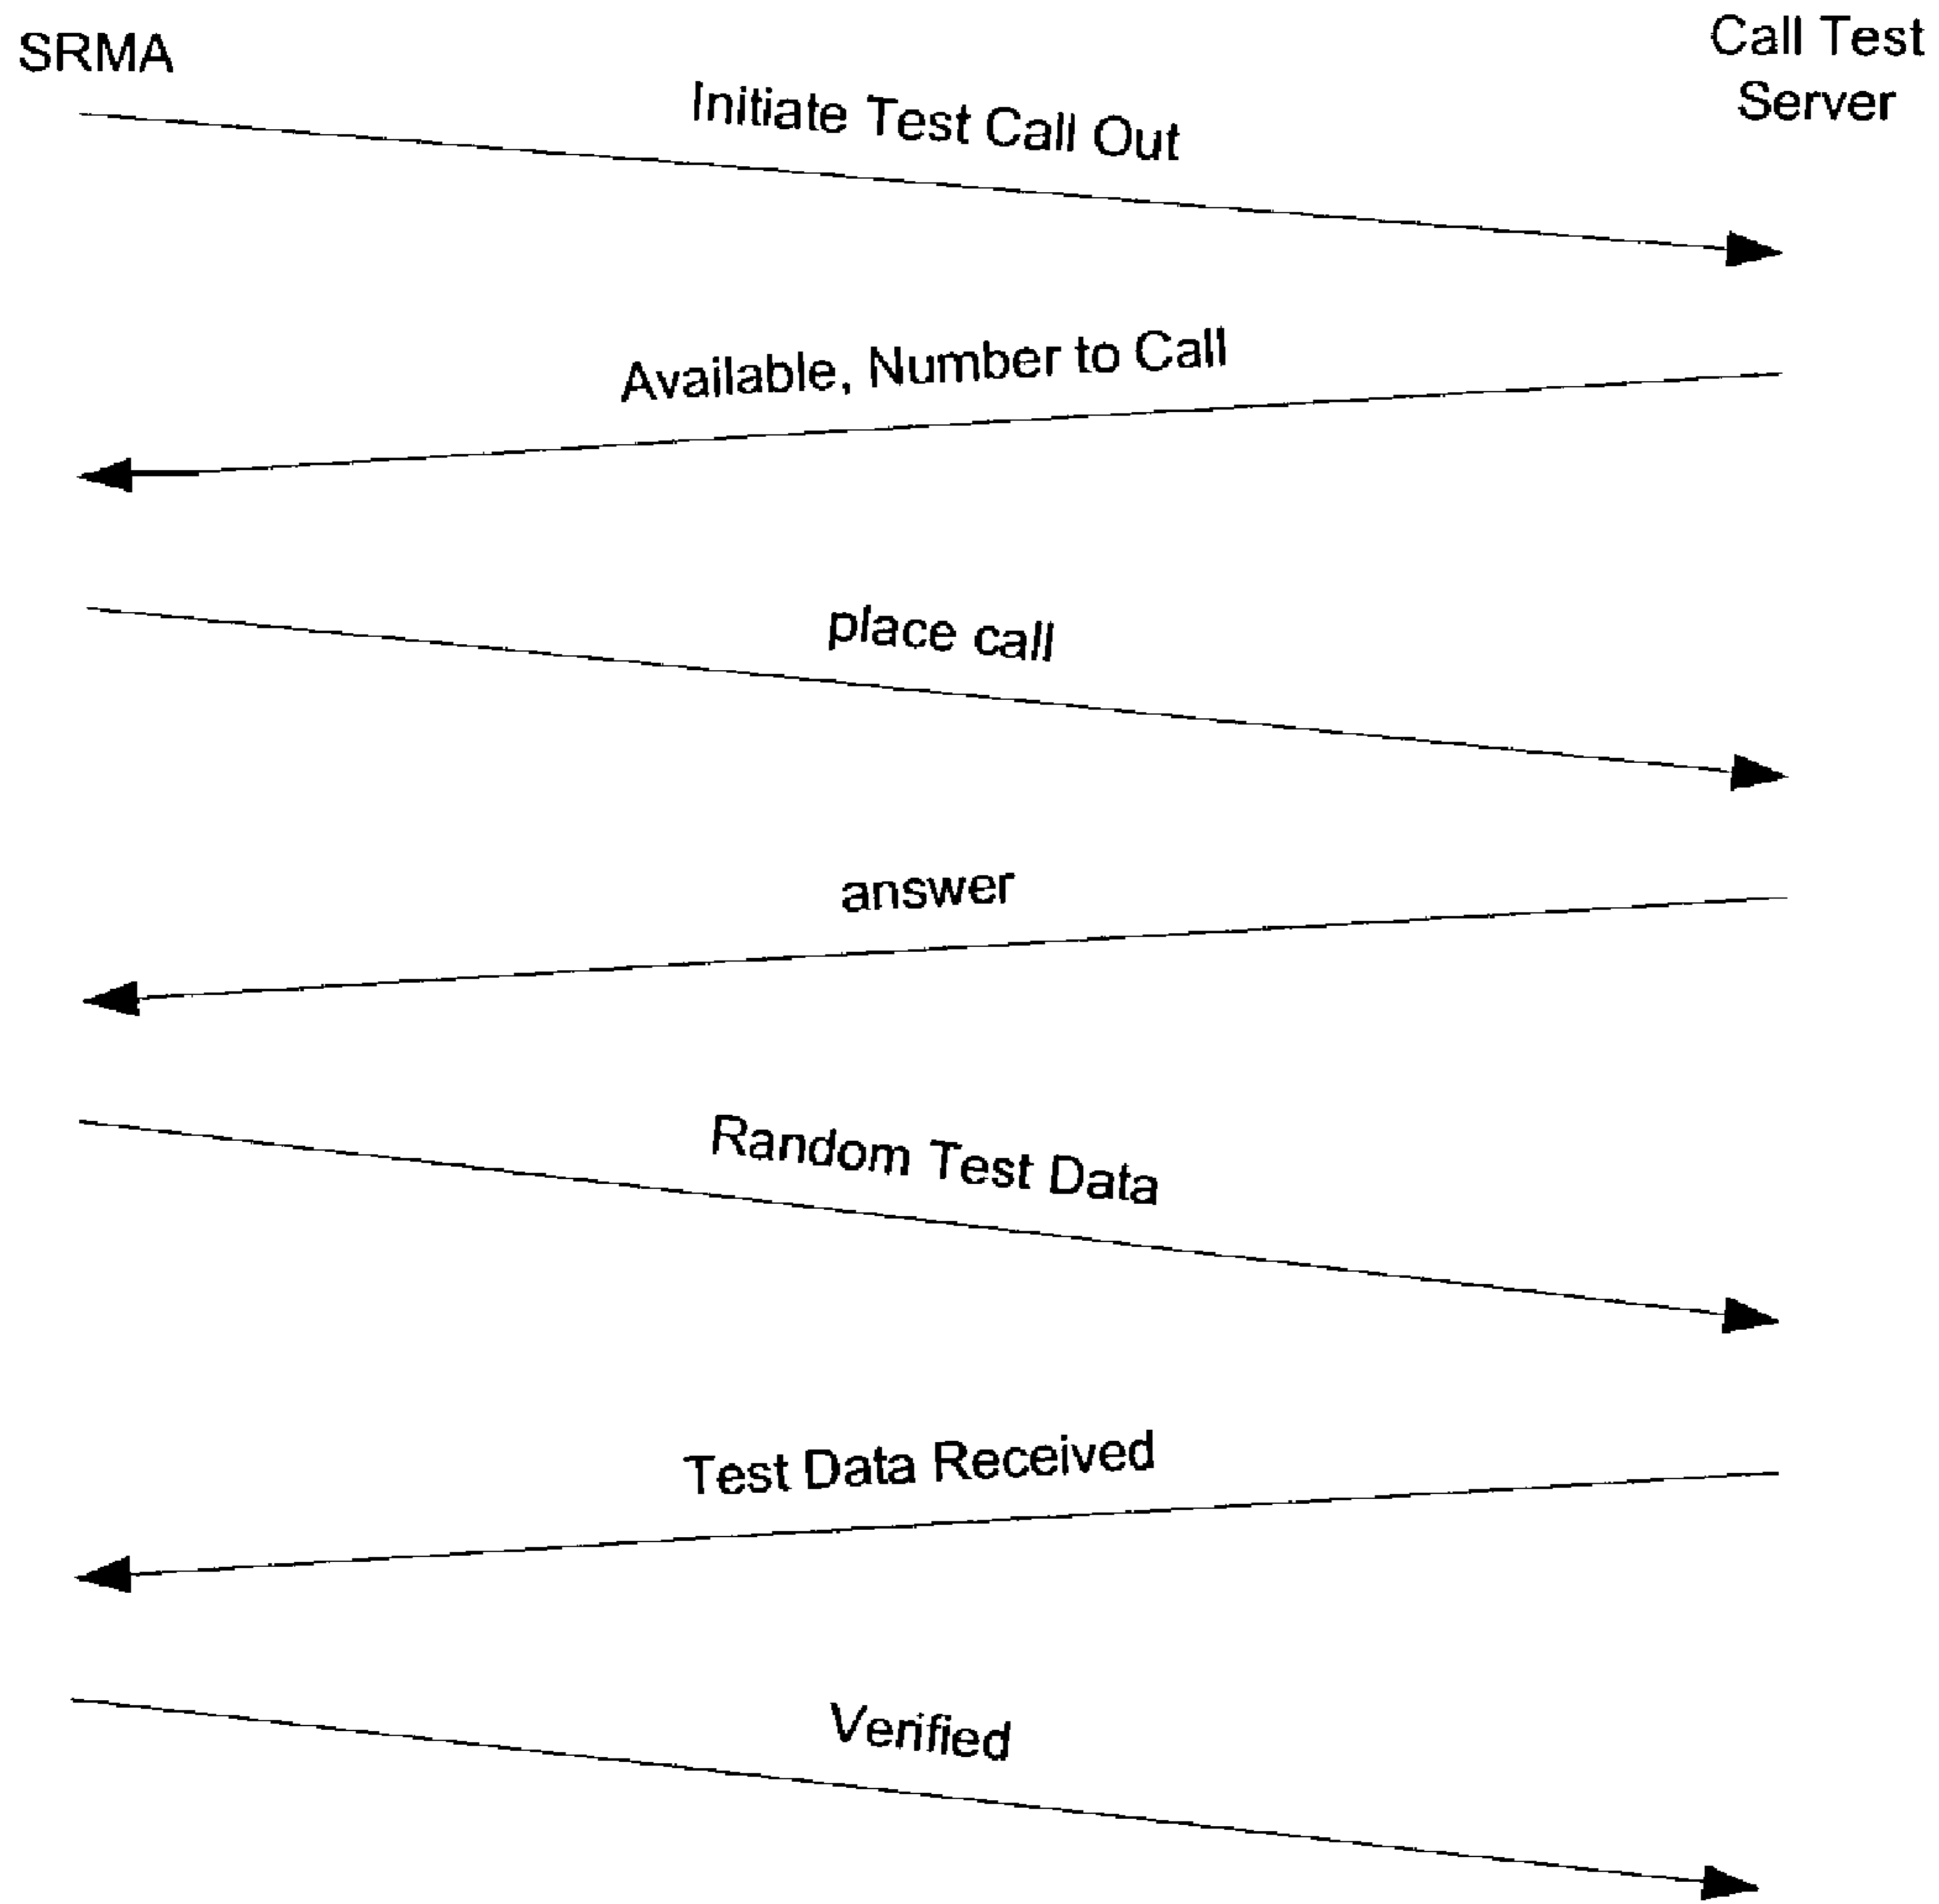 SRMA
Call Test
Server
Initiate Test Call Out
Available, Number to Call
place call
answer
Random Test Data
Test Data Received
Verified